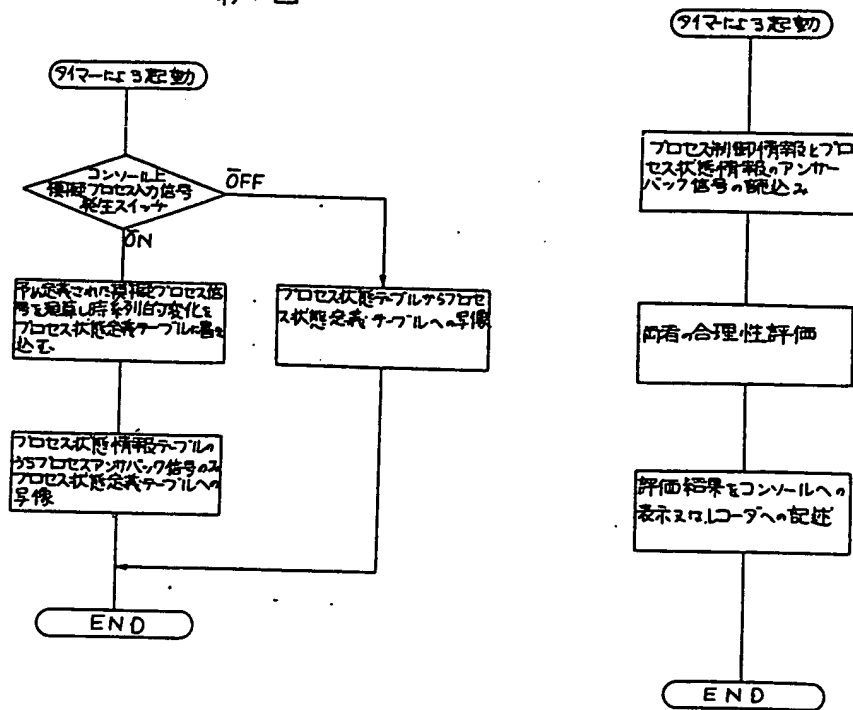 タイマーによる起動
コンソール上
模擬プロセス入力信号
発生スイッチ
OFF
ON
予め定義された模擬プロセス信
号を演算し時系列的変化を
プロセス状態定義テーブルに書き
込む.
プロセス状態情報テーブルの
うちプロセスアンサバック信号のみ
プロセス状態定義テーブルへの
写像
プロセス状態テーブルからプロセ
ス状態定義テーブルへの写像
END
タイマによる起動
プロセス制御情報とプロ
セス状態情報のアンサー
バック信号の読込み
両者の合理性評価
評価結果をコンソールへの
表示又はレコーダへの記述
END